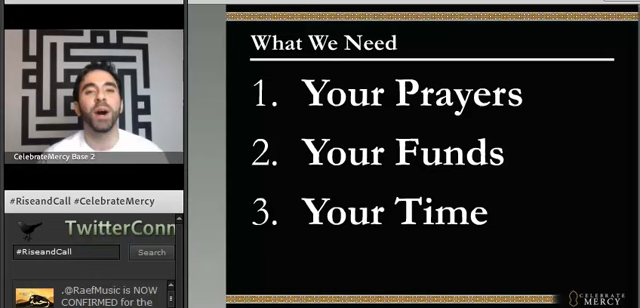 CelebrateMercy Base 2
#RiseandCall #CelebrateMercy
TwitterConn
#RiseandCall
Search
.@RaefMusic is NOW
CONFIRMED for the
What We Need
1. Your Prayers
2. Your Funds
3. Your Time
CELEBRATE
MERCY